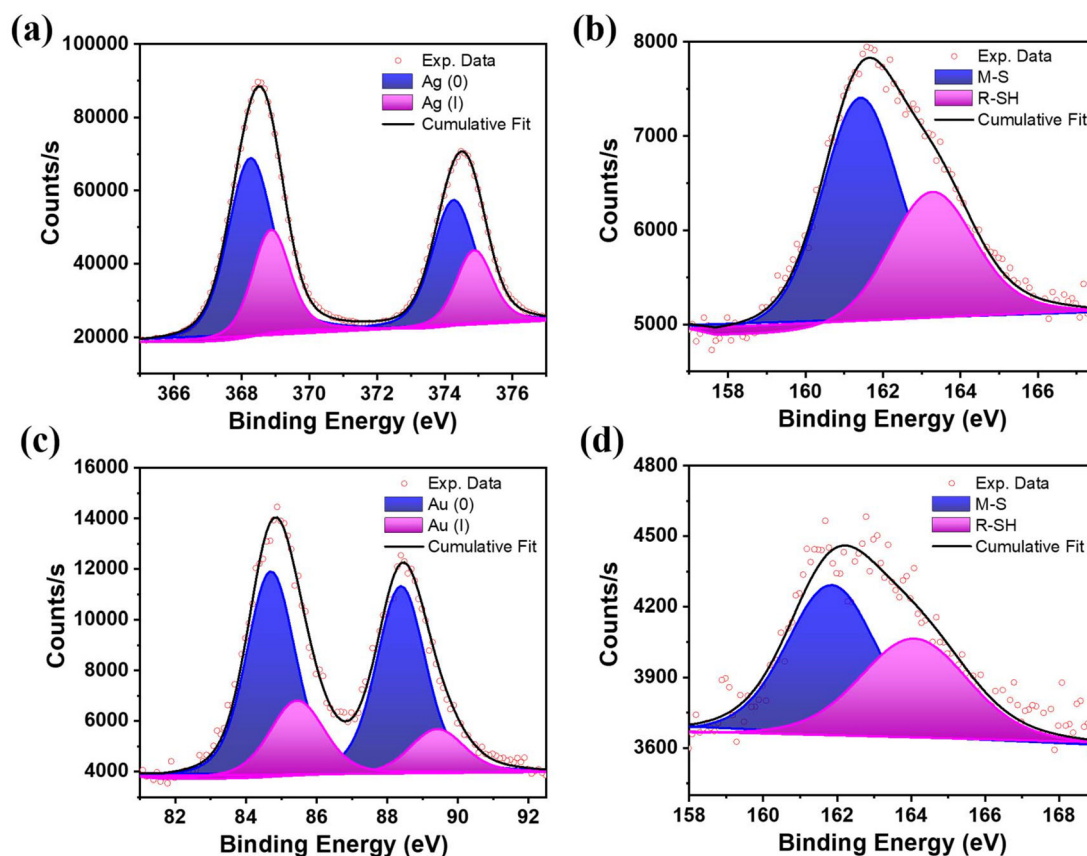 (a)
100000
80000
60000
40000
20000
Counts/s
Exp. Data
Ag (0)
Ag (I)
Cumulative Fit
366 368 370 372 374 376
Binding Energy (eV)
(b)
8000
7000
6000
5000
Counts/s
Exp. Data
M-S
R-SH
Cumulative Fit
158 160 162 164 166
Binding Energy (eV)
(c)
16000
14000
12000
10000
8000
6000
4000
Counts/s
Exp. Data
Au (0)
Au (I)
Cumulative Fit
82 84 86 88 90 92
Binding Energy (eV)
(d)
4800
4500
4200
3900
3600
Counts/s
Exp. Data
M-S
R-SH
Cumulative Fit
158 160 162 164 166 168
Binding Energy (eV)